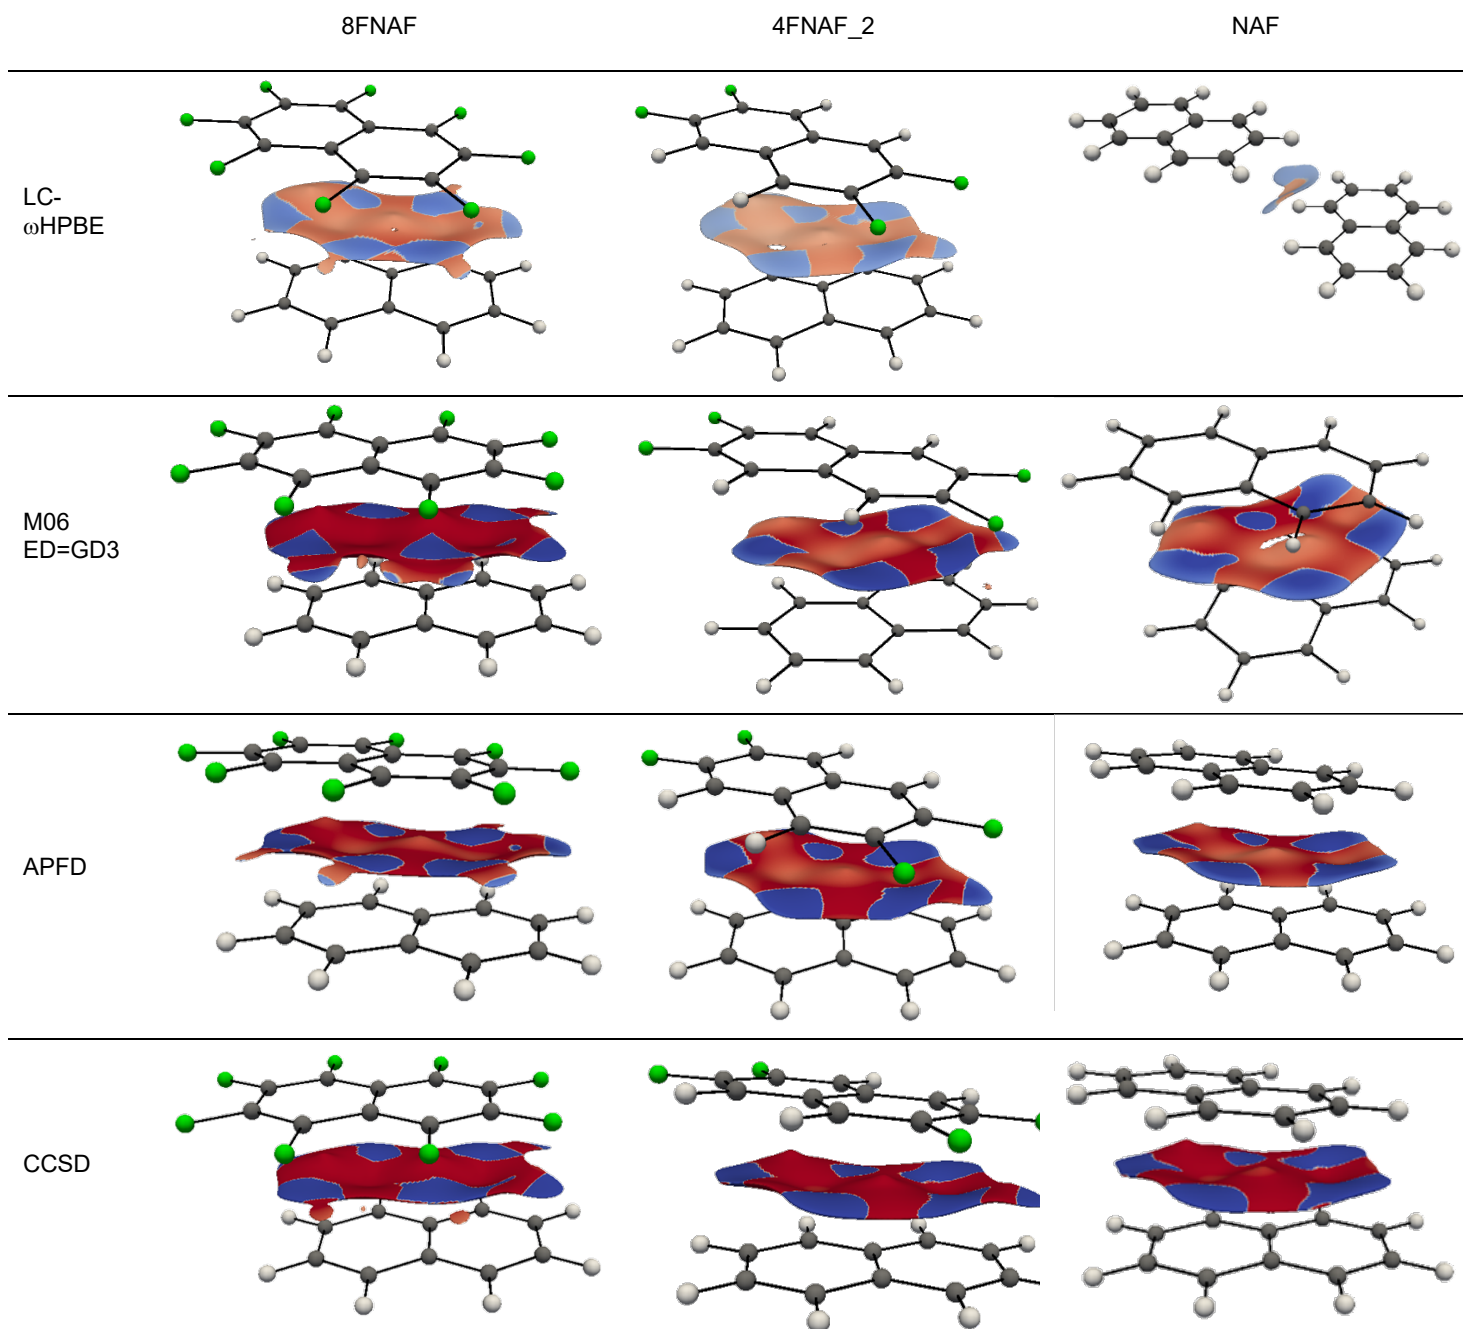 8FNAF 4FNAF_2 NAF
LC-
ωHPBE
M06
ED=GD3
APFD
CCSD